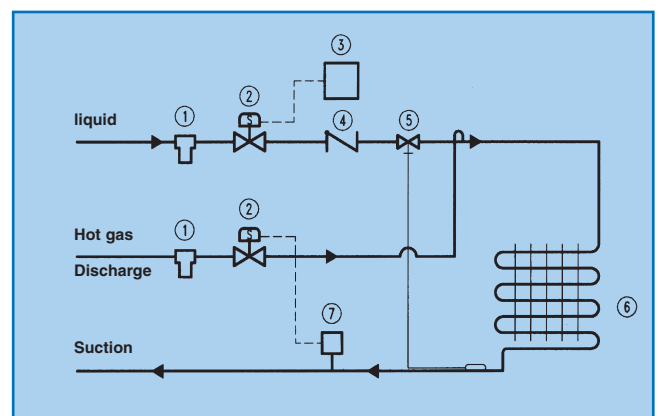 ③
② 
liquid ① ④ ⑤
S
② 
Hot gas ①
S
Discharge
⑦ ⑥
Suction